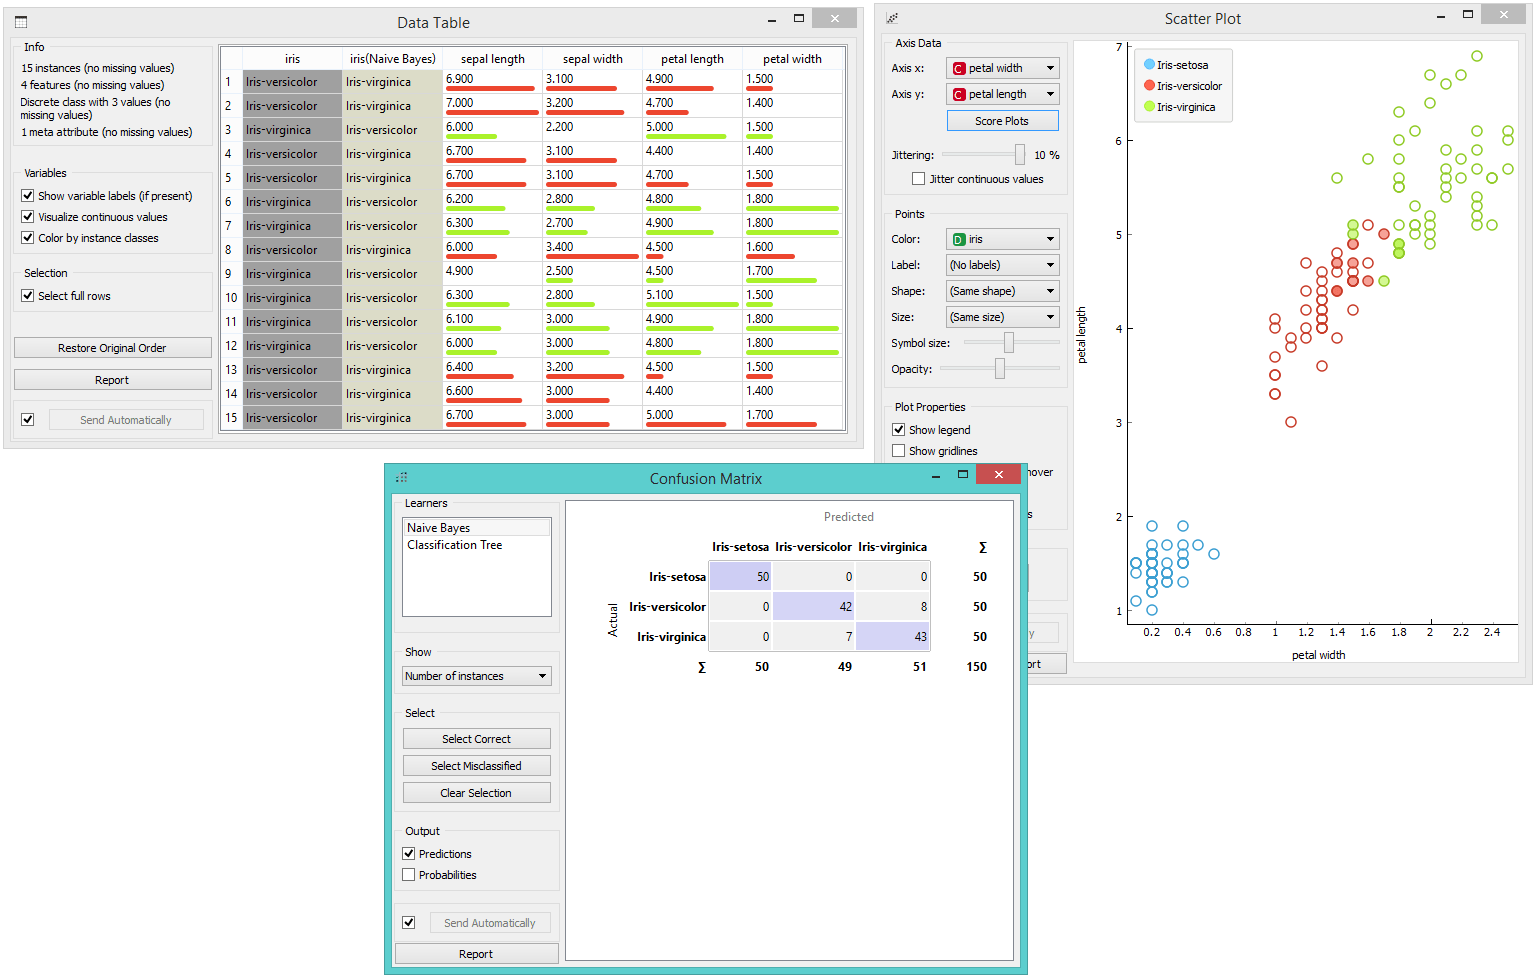 Data Table
Info
15 instances (no missing values)
4 features (no missing values)
Discrete class with 3 values (no
missing values)
1 meta attribute (no missing values)
Variables
Show variable labels (if present)
Visualize continuous values
Color by instance classes
Selection
Select full rows
Restore Original Order
Report
Send Automatically
iris iris(Naive Bayes) sepal length sepal width petal length petal width
1 Iris-versicolor Iris-virginica 6.900 3.100 4.900 1.500
2 Iris-versicolor Iris-virginica 7.000 3.200 4.700 1.400
3 Iris-virginica Iris-versicolor 6.000 2.200 5.000 1.500
4 Iris-versicolor Iris-virginica 6.700 3.100 4.400 1.400
5 Iris-versicolor Iris-virginica 6.700 3.100 4.700 1.500
6 Iris-virginica Iris-versicolor 6.200 2.800 4.800 1.800
7 Iris-virginica Iris-versicolor 6.300 2.700 4.900 1.800
8 Iris-versicolor Iris-virginica 6.000 3.400 4.500 1.600
9 Iris-virginica Iris-versicolor 4.900 2.500 4.500 1.700
10 Iris-virginica Iris-versicolor 6.300 2.800 5.100 1.500
11 Iris-virginica Iris-versicolor 6.100 3.000 4.900 1.800
12 Iris-virginica Iris-versicolor 6.000 3.000 4.800 1.800
13 Iris-versicolor Iris-virginica 6.400 3.200 4.500 1.500
14 Iris-versicolor Iris-virginica 6.600 3.000 4.400 1.400
15 Iris-versicolor Iris-virginica 6.700 3.000 5.000 1.700
Scatter Plot
Axis Data
Axis x: C petal width
Axis y: C petal length
Score Plots
Jittering: 10 %
Jitter continuous values
Points
Color: D iris
Label: (No labels)
Shape: (Same shape)
Size: (Same size)
Symbol size:
Opacity:
Plot Properties
Show legend
Show gridlines
nover
s
y
ort
Iris-setosa
Iris-versicolor
Iris-virginica
7
6
5
4
3
2
1
petal length
0.2 0.4 0.6 0.8 1 1.2 1.4 1.6 1.8 2 2.2 2.4
petal width
Confusion Matrix
Learners
Naive Bayes
Classification Tree
Show
Number of instances
Select
Select Correct
Select Misclassified
Clear Selection
Output
Predictions
Probabilities
Send Automatically
Report
Predicted
Iris-setosa Iris-versicolor Iris-virginica Σ
Actual
Iris-setosa 50 0 0 50
Iris-versicolor 0 42 8 50
Iris-virginica 0 7 43 50
Σ 50 49 51 150